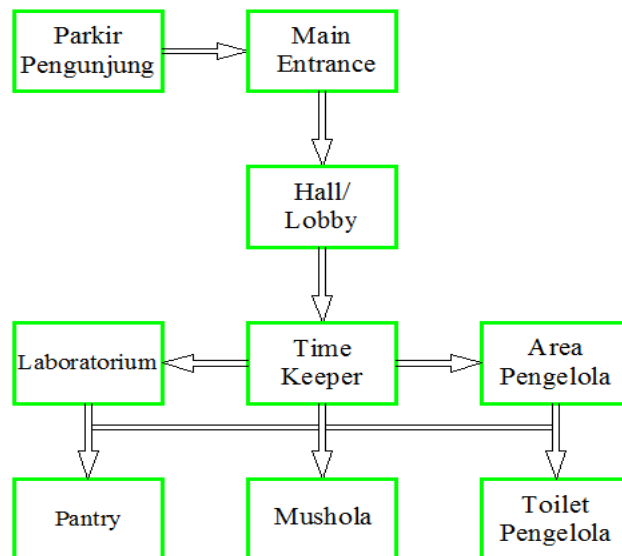 Parkir
Pengunjung
Main
Entrance
Hall/
Lobby
Laboratorium
Time
Keeper
Area
Pengelola
Pantry
Mushola
Toilet
Pengelola